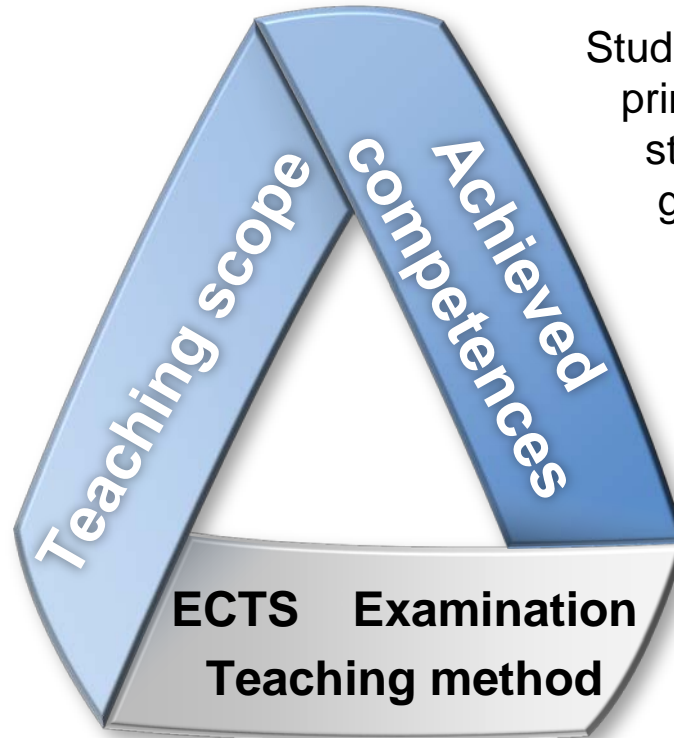 Teaching scope
Achieved
competences
ECTS Examination
Teaching method